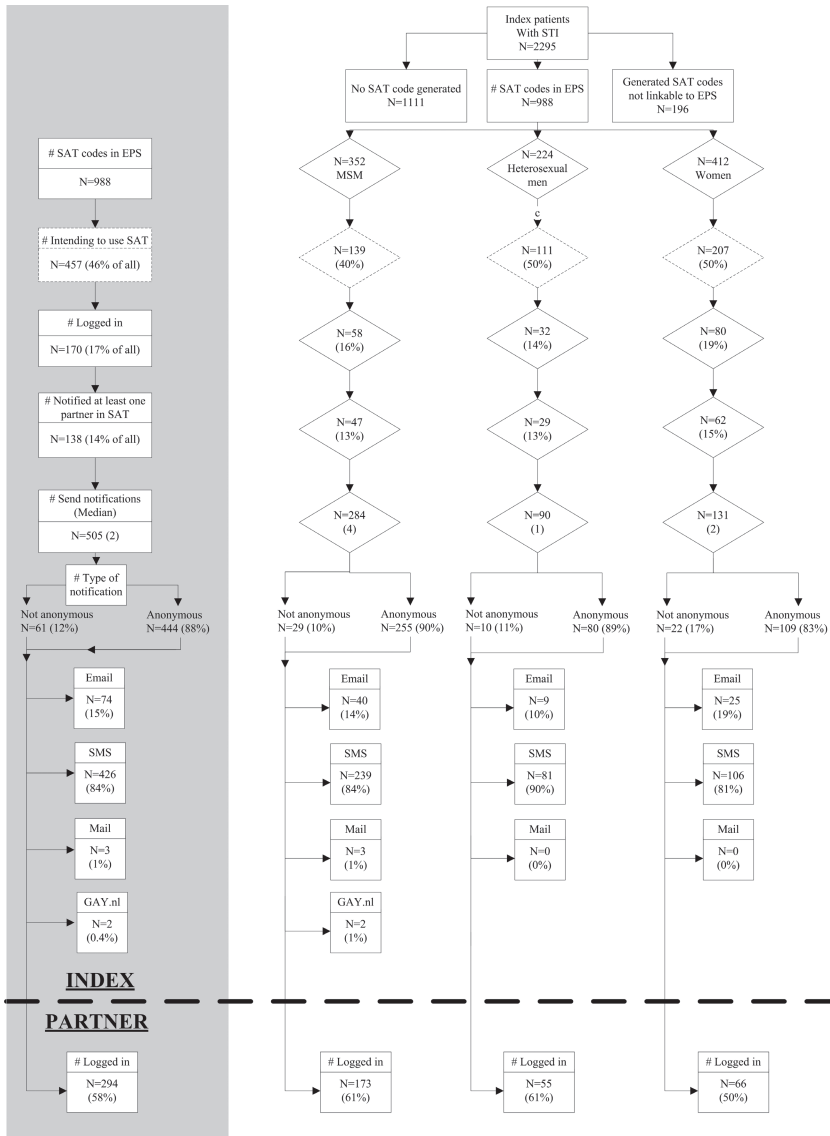 Index patients
With STI
N=2295
No SAT code generated
N=1111
# SAT codes in EPS
N=988
Generated SAT codes
not linkable to EPS
N=196
# SAT codes in EPS
N=988
N=352
MSM
N=224
Heterosexual
men
N=412
Women
c
# Intending to use SAT
N=457 (46% of all)
N=139
(40%)
N=111
(50%)
N=207
(50%)
# Logged in
N=170 (17% of all)
N=58
(16%)
N=32
(14%)
N=80
(19%)
# Notified at least one
partner in SAT
N=138 (14% of all)
N=47
(13%)
N=29
(13%)
N=62
(15%)
# Send notifications
(Median)
N=505 (2)
N=284
(4)
N=90
(1)
N=131
(2)
# Type of
notification
Not anonymous
N=61 (12%)
Anonymous
N=444 (88%)
Not anonymous
N=29 (10%)
Anonymous
N=255 (90%)
Not anonymous
N=10 (11%)
Anonymous
N=80 (89%)
Not anonymous
N=22 (17%)
Anonymous
N=109 (83%)
Email
N=74
(15%)
Email
N=40
(14%)
Email
N=9
(10%)
Email
N=25
(19%)
SMS
N=426
(84%)
SMS
N=239
(84%)
SMS
N=81
(90%)
SMS
N=106
(81%)
Mail
N=3
(1%)
Mail
N=3
(1%)
Mail
N=0
(0%)
Mail
N=0
(0%)
GAY.nl
N=2
(0.4%)
GAY.nl
N=2
(1%)
INDEX
PARTNER
# Logged in
N=294
(58%)
# Logged in
N=173
(61%)
# Logged in
N=55
(61%)
# Logged in
N=66
(50%)